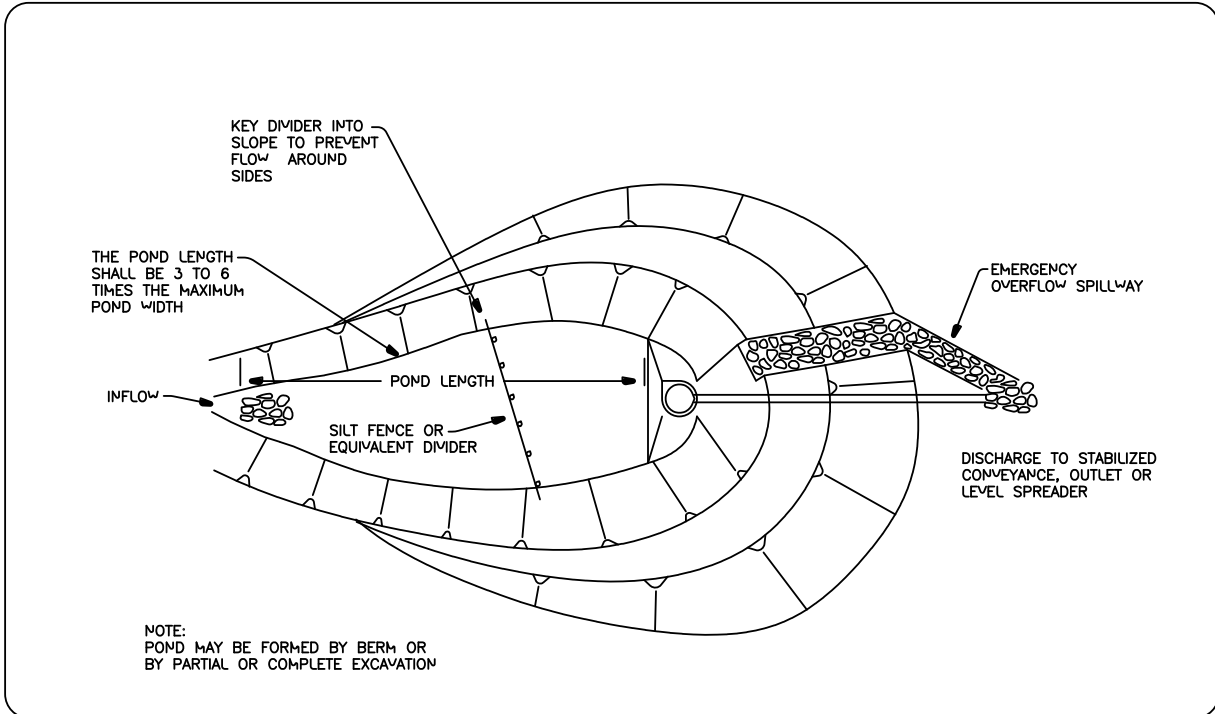 KEY DIVIDER INTO
SLOPE TO PREVENT
FLOW AROUND
SIDES
THE POND LENGTH
SHALL BE 3 TO 6
TIMES THE MAXIMUM
POND WIDTH
EMERGENCY
OVERFLOW SPILLWAY
POND LENGTH
INFLOW
SILT FENCE OR
EQUIVALENT DIVIDER
DISCHARGE TO STABILIZED
CONVEYANCE, OUTLET OR
LEVEL SPREADER
NOTE:
POND MAY BE FORMED BY BERM OR
BY PARTIAL OR COMPLETE EXCAVATION